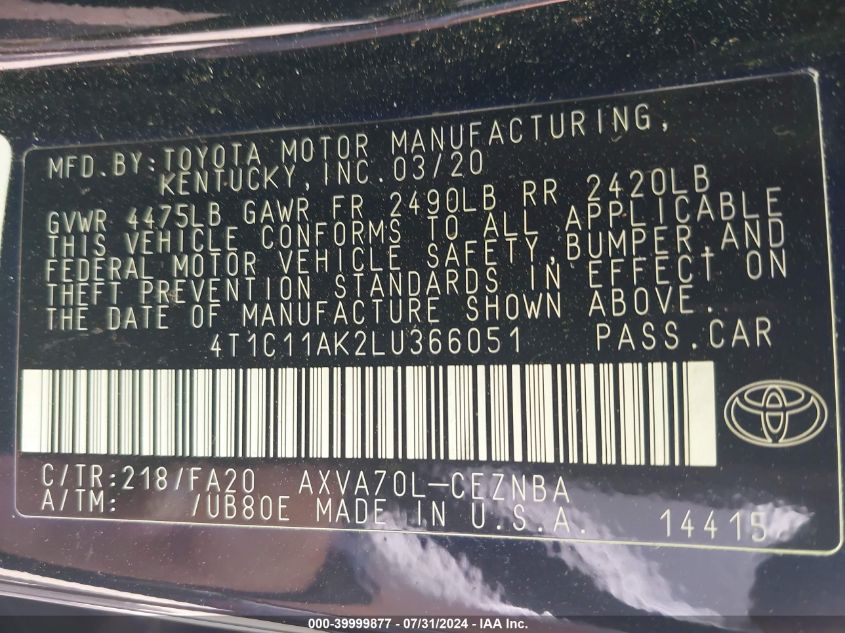 MFD. BY: TOYOTA MOTOR MANUFACTURING,
KENTUCKY, INC. 03/20
GVWR 4475LB GAWR FR 2490LB RR 2420LB
THIS VEHICLE CONFORMS TO ALL APPLICABLE
FEDERAL MOTOR VEHICLE SAFETY, BUMPER, AND
THEFT PREVENTION STANDARDS IN EFFECT ON
THE DATE OF MANUFACTURE SHOWN ABOVE.
4T1C11AK2LU366051 PASS. CAR
C/TR: 218/FA20 AXVA70L-CEZNBA
A/TM: /UB80E MADE IN U.S.A. 14415
000-39999877 / 07/31/2024 - IAA Inc.